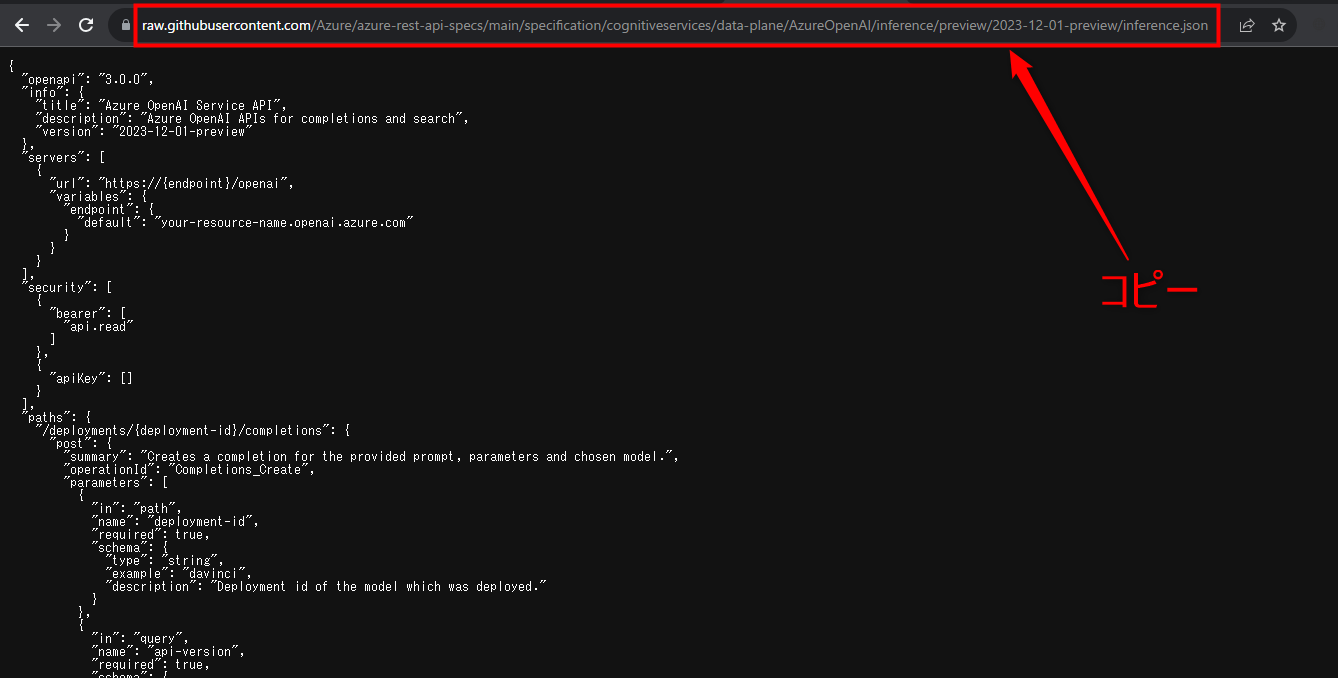 raw.githubusercontent.com/Azure/azure-rest-api-specs/main/specification/cognitiveservices/data-plane/AzureOpenAI/inference/preview/2023-12-01-preview/inference.json
コピー
{
"openapi": "3.0.0",
"info": {
"title": "Azure OpenAI Service API",
"description": "Azure OpenAI APIs for completions and search",
"version": "2023-12-01-preview"
},
"servers": [
{
"url": "https://{endpoint}/openai",
"variables": {
"endpoint": {
"default": "your-resource-name.openai.azure.com"
}
}
}
],
"security": [
{
"bearer": [
"api.read"
]
},
{
"apiKey": []
}
],
"paths": {
"/deployments/{deployment-id}/completions": {
"post": {
"summary": "Creates a completion for the provided prompt, parameters and chosen model.",
"operationId": "Completions_Create",
"parameters": [
{
"in": "path",
"name": "deployment-id",
"required": true,
"schema": {
"type": "string",
"example": "davinci",
"description": "Deployment id of the model which was deployed."
}
},
{
"in": "query",
"name": "api-version",
"required": true,
"schema": {